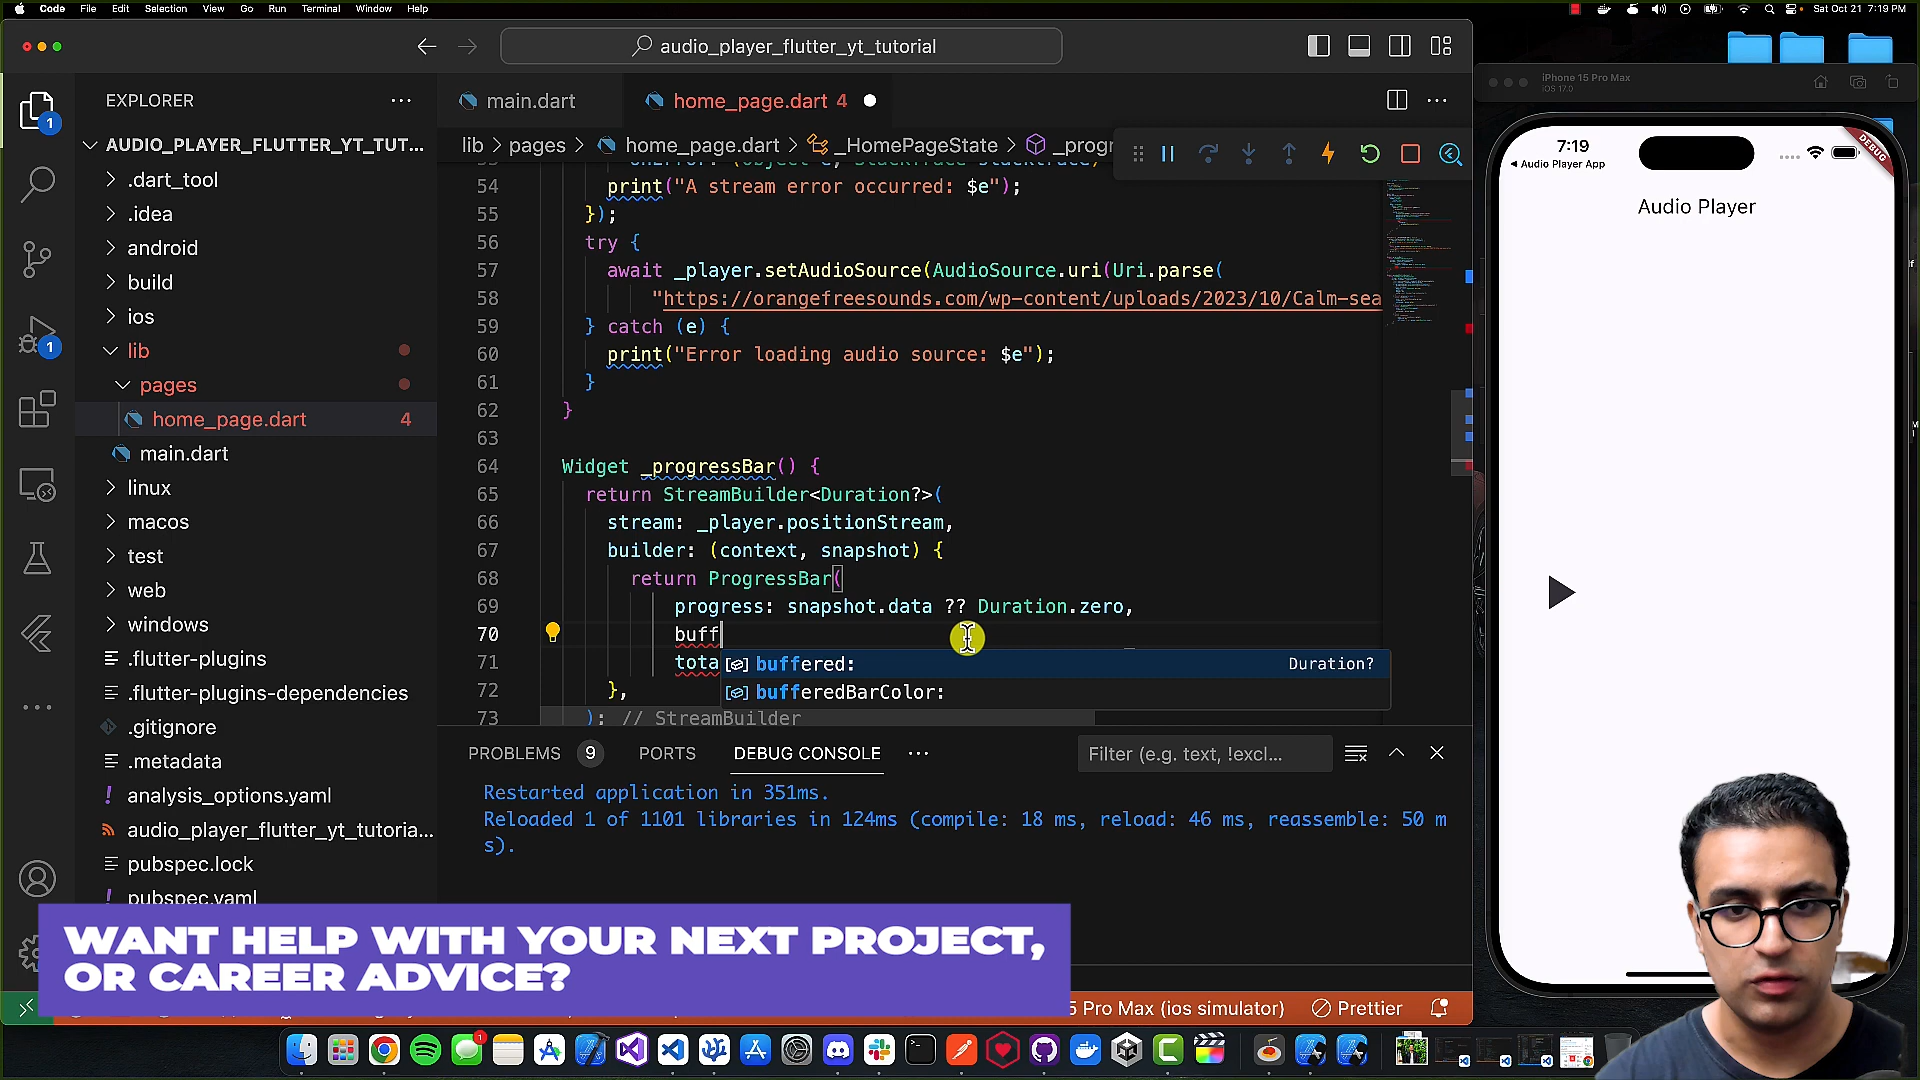 Code File Edit Selection View Go Run Terminal Window Help
Sat Oct 21 7:19 PM
audio_player_flutter_yt_tutorial
iPhone 15 Pro Max
iOS 17.0
EXPLORER
main.dart
home_page.dart 4
AUDIO_PLAYER_FLUTTER_YT_TUT...
lib > pages > home_page.dart > _HomePageState > _progr
.dart_tool
.idea
android
build
ios
lib
pages
home_page.dart 4
main.dart
linux
macos
test
web
windows
.flutter-plugins
.flutter-plugins-dependencies
.gitignore
.metadata
analysis_options.yaml
audio_player_flutter_yt_tutoria...
pubspec.lock
pubspec.yaml
1
1
54 print("A stream error occurred: $e");
55 });
56 try {
57 await _player.setAudioSource(AudioSource.uri(Uri.parse(
58 "https://orangefreesounds.com/wp-content/uploads/2023/10/Calm-sea
59 } catch (e) {
60 print("Error loading audio source: $e");
61 }
62 }
63
64 Widget _progressBar() {
65 return StreamBuilder<Duration?>(
66 stream: _player.positionStream,
67 builder: (context, snapshot) {
68 return ProgressBar(
69 progress: snapshot.data ?? Duration.zero,
70 buff
71 tota
72 },
73 ); // StreamBuilder
buffered: Duration?
bufferedBarColor:
PROBLEMS 9 PORTS DEBUG CONSOLE
Filter (e.g. text, !excl...
Restarted application in 351ms.
Reloaded 1 of 1101 libraries in 124ms (compile: 18 ms, reload: 46 ms, reassemble: 50 m
s).
WANT HELP WITH YOUR NEXT PROJECT,
OR CAREER ADVICE?
5 Pro Max (ios simulator) Prettier
7:19
Audio Player App
DEBUG
Audio Player
1